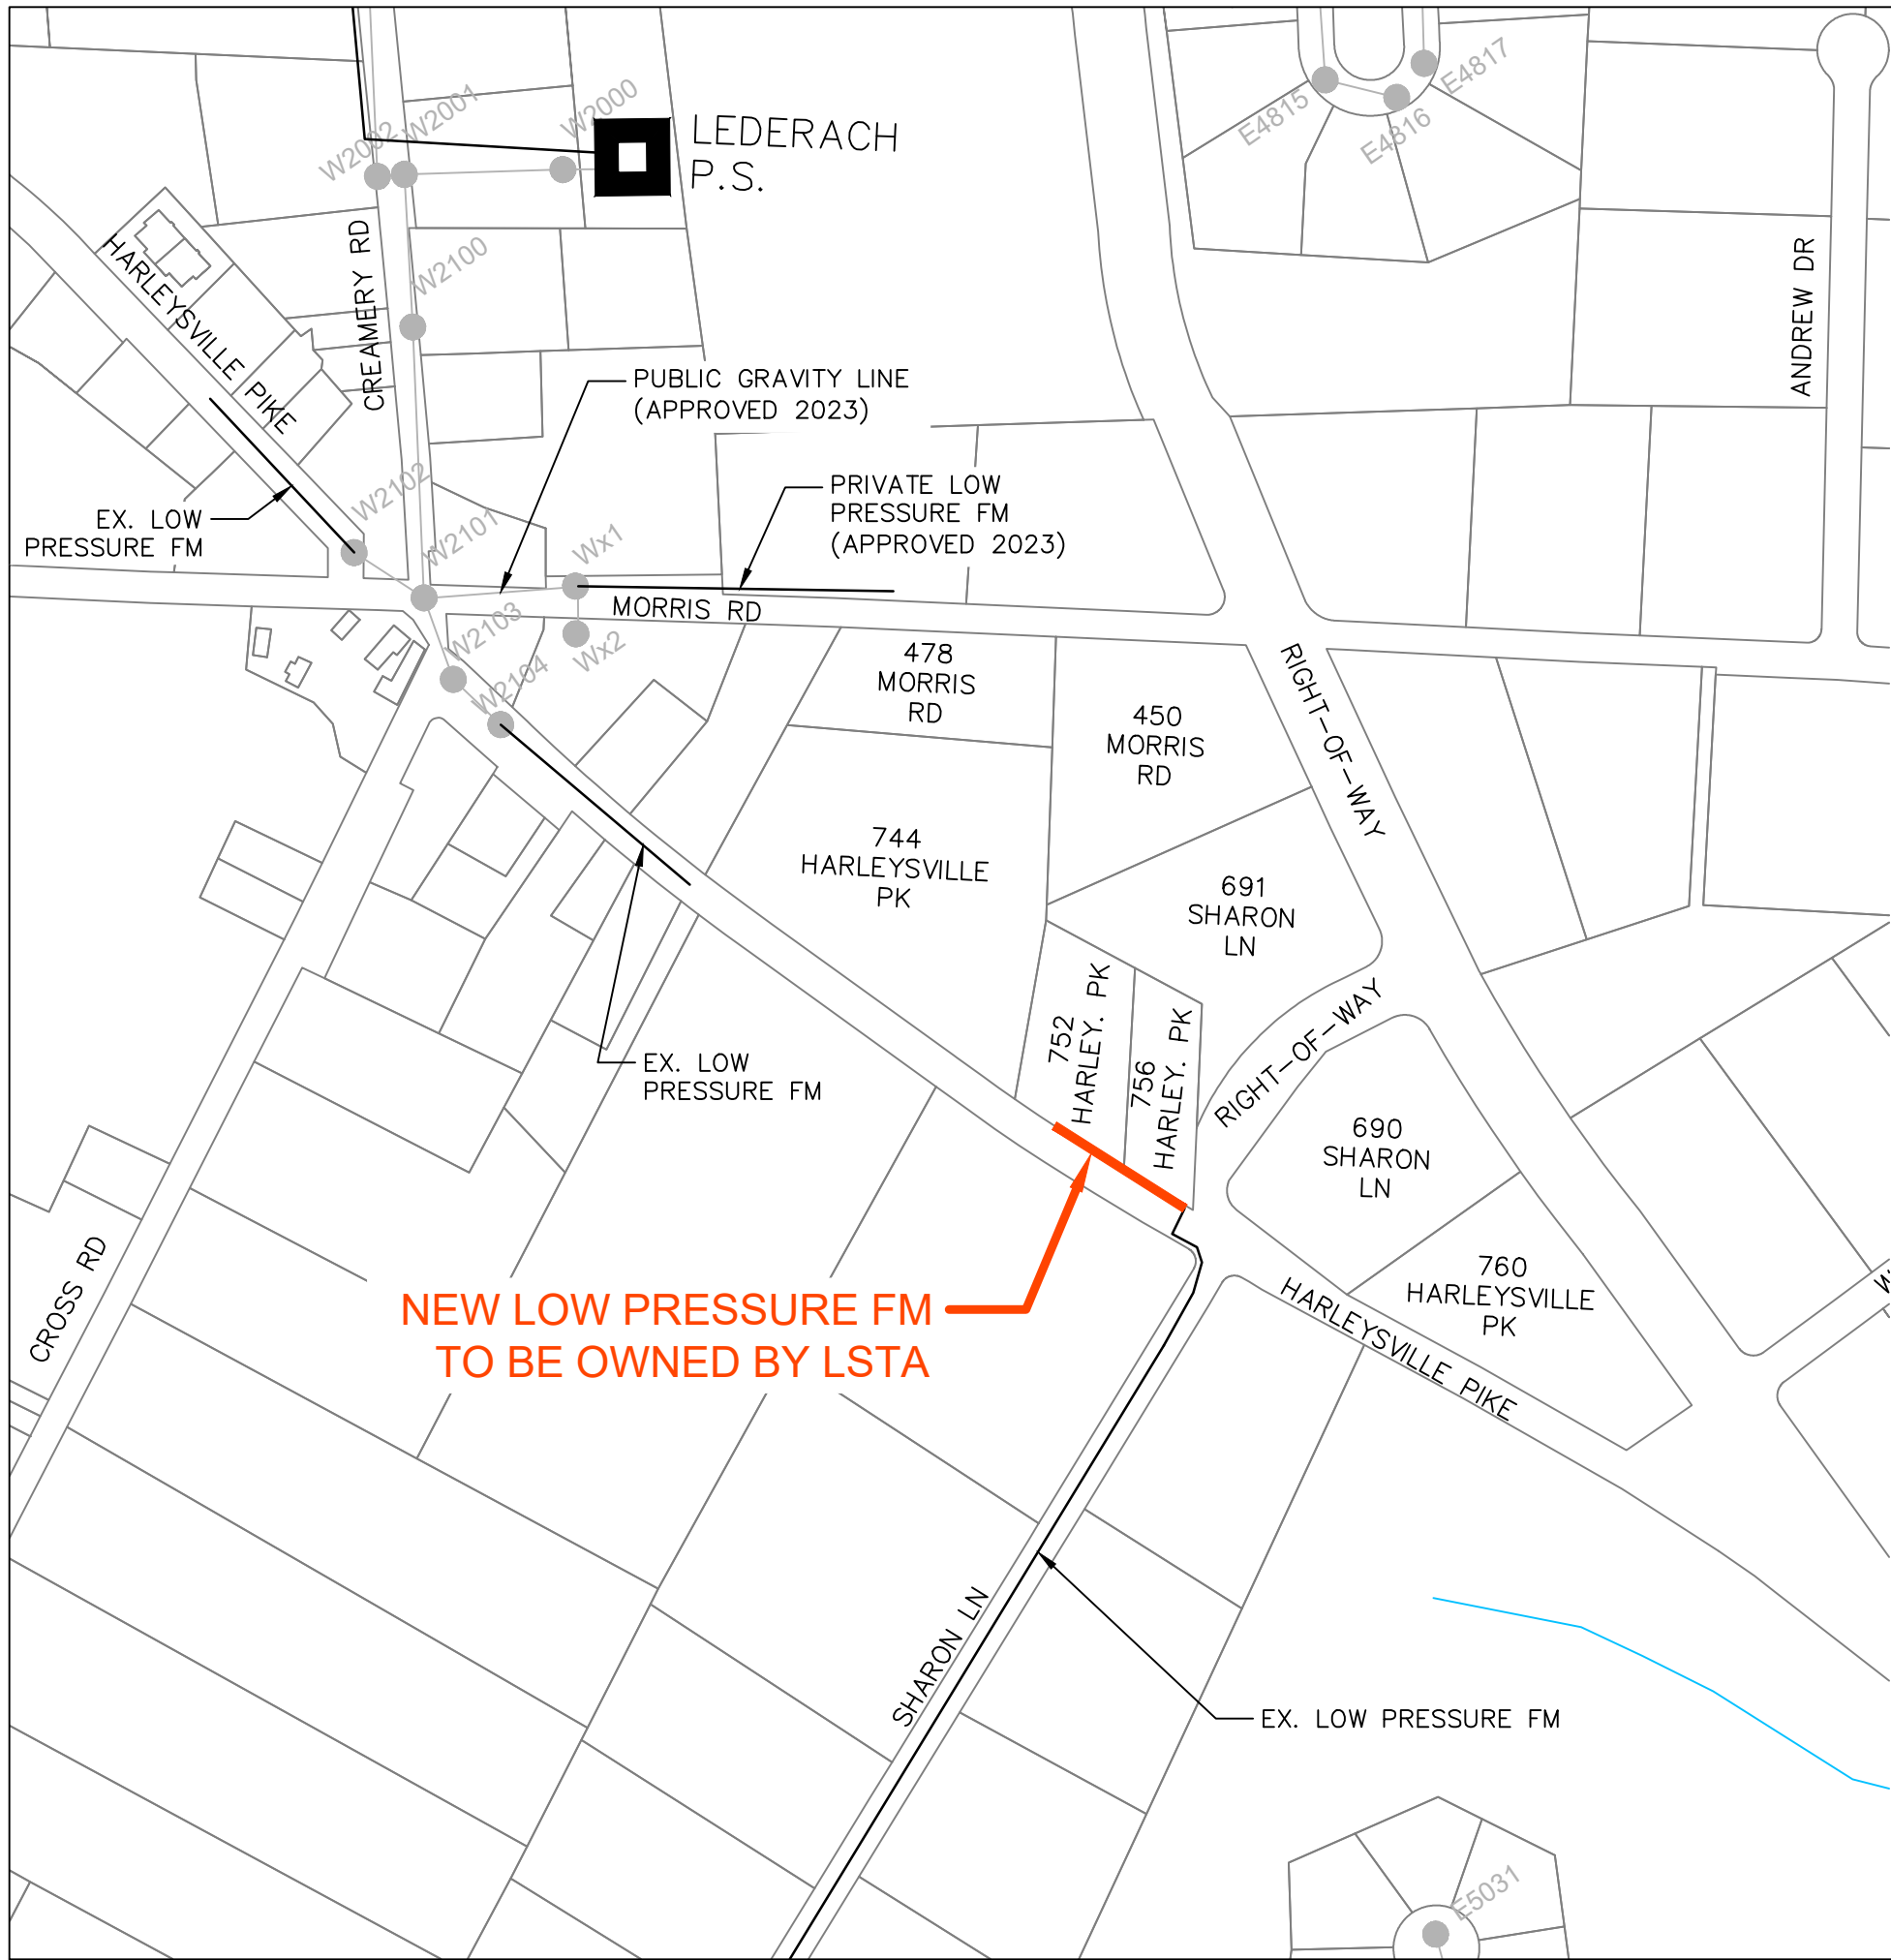 W2002
W2001
W2000
LEDERACH
P.S.
E4815
E4816
E4817
HARLEYSVILLE PIKE
CREAMERY RD
W2100
ANDREW DR
PUBLIC GRAVITY LINE
(APPROVED 2023)
PRIVATE LOW
PRESSURE FM
(APPROVED 2023)
EX. LOW
PRESSURE FM
W2102
W2101
Wx1
MORRIS RD
W2103
Wx2
W2104
478
MORRIS
RD
450
MORRIS
RD
RIGHT-OF-WAY
744
HARLEYSVILLE
PK
691
SHARON
LN
752
HARLEY. PK
756
HARLEY. PK
RIGHT-OF-WAY
EX. LOW
PRESSURE FM
690
SHARON
LN
760
HARLEYSVILLE
PK
CROSS RD
NEW LOW PRESSURE FM
TO BE OWNED BY LSTA
HARLEYSVILLE PIKE
SHARON LN
EX. LOW PRESSURE FM
E5031